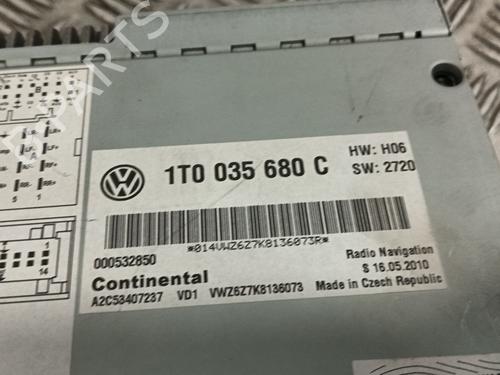 1T0 035 680 C
HW: H06
SW: 2720
*014VWZ6Z7K8136073R*
000532850
Radio Navigation
Continental
S 16.05.2010
A2C53407237 VD1 VWZ6Z7K8136073 Made in Czech Republic